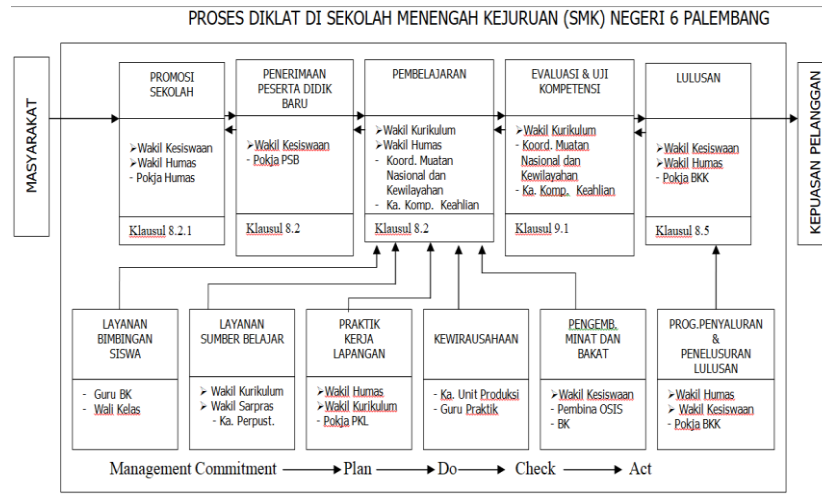 PROSES DIKLAT DI SEKOLAH MENENGAH KEJURUAN (SMK) NEGERI 6 PALEMBANG
MASYARAKAT
PROMOSI
SEKOLAH
➢Wakil Kesiswaan
➢Wakil Humas
- Pokja Humas
Klausul 8.2.1
PENERIMAAN
PESERTA DIDIK
BARU
➢Wakil Kesiswaan
- Pokja PSB
Klausul 8.2
PEMBELAJARAN
➢Wakil Kurikulum
➢Wakil Humas
- Koord. Muatan
Nasional dan
Kewilayahan
- Ka. Komp. Keahlian
Klausul 8.2
EVALUASI & UJI
KOMPETENSI
➢Wakil Kurikulum
- Koord. Muatan
Nasional dan
Kewilayahan
- Ka. Komp. Keahlian
Klausul 9.1
LULUSAN
➢Wakil Kesiswaan
➢Wakil Humas
- Pokja BKK
Klausul 8.5
KEPUASAN PELANGGAN
LAYANAN
BIMBINGAN
SISWA
- Guru BK
- Wali Kelas
LAYANAN
SUMBER BELAJAR
➢ Wakil Kurikulum
➢ Wakil Sarpras
- Ka. Perpust.
PRAKTIK
KERJA
LAPANGAN
➢Wakil Humas
➢Wakil Kurikulum
- Pokja PKL
KEWIRAUSAHAAN
- Ka. Unit Produksi
- Guru Praktik
PENGEMB.
MINAT DAN
BAKAT
➢Wakil Kesiswaan
- Pembina OSIS
- BK
PROG.PENYALURAN
&
PENELUSURAN
LULUSAN
➢Wakil Humas
➢ Wakil Kesiswaan
- Pokja BKK
Management Commitment → Plan → Do → Check → Act